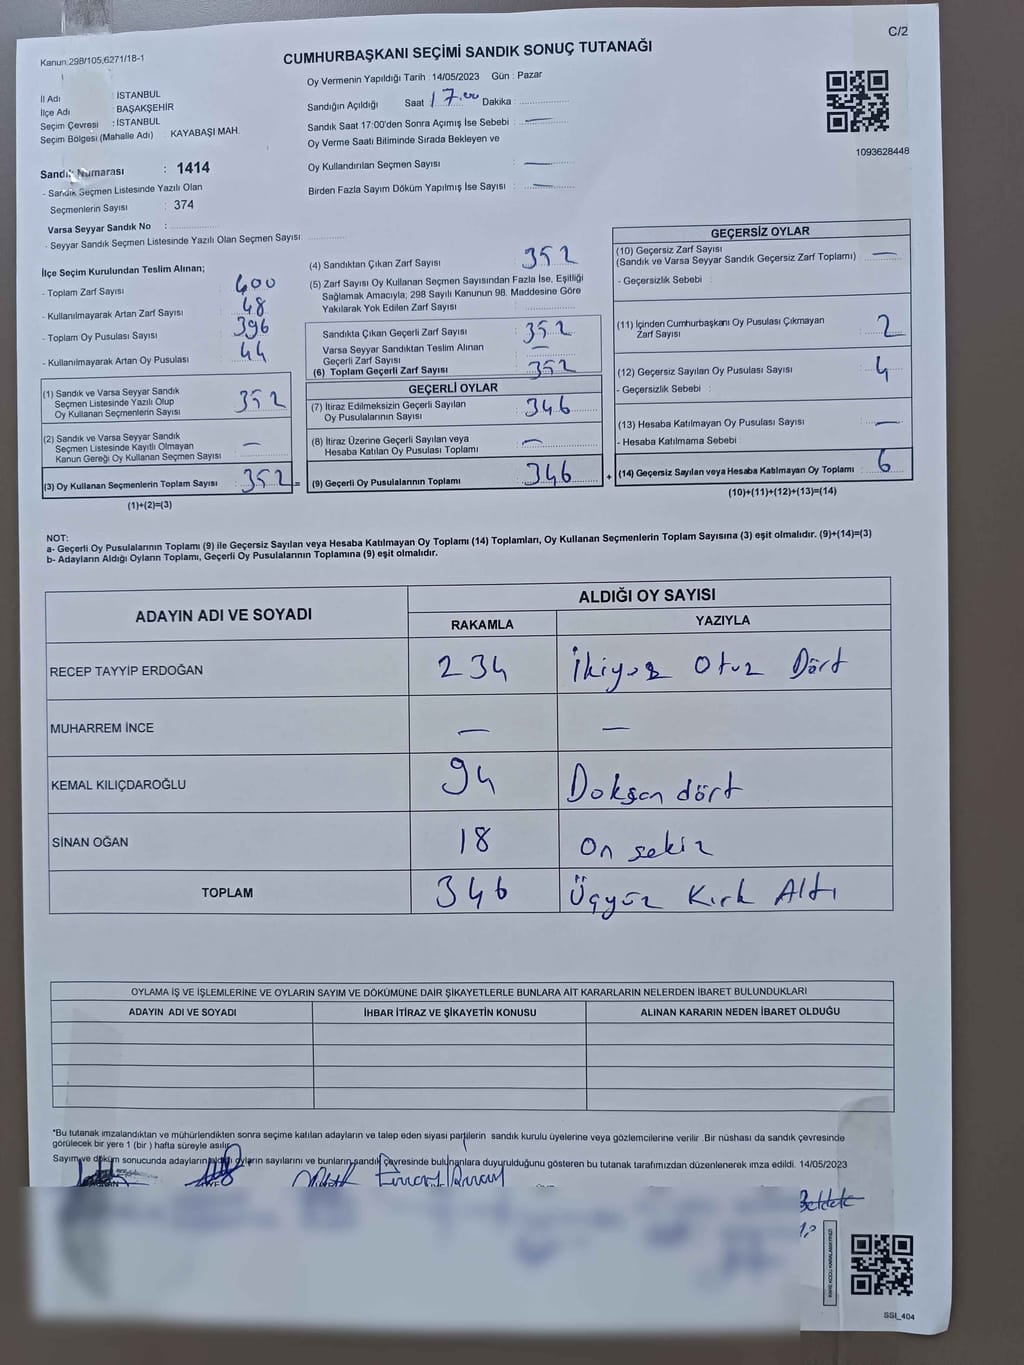 Kanun:298/105,6271/18-1
C/2
CUMHURBAŞKANI SEÇİMİ SANDIK SONUÇ TUTANAĞI
Oy Vermenin Yapıldığı Tarih : 14/05/2023 Gün : Pazar
İl Adı : İSTANBUL
İlçe Adı : BAŞAKŞEHİR
Seçim Çevresi : İSTANBUL
Seçim Bölgesi (Mahalle Adı) : KAYABAŞI MAH.
Sandık Numarası : 1414
- Sandık Seçmen Listesinde Yazılı Olan
Seçmenlerin Sayısı : 374
Varsa Seyyar Sandık No :
- Seyyar Sandık Seçmen Listesinde Yazılı Olan Seçmen Sayısı:
Sandığın Açıldığı Saat 17.00 Dakika :
Sandık Saat 17:00'den Sonra Açımış İse Sebebi : —
Oy Verme Saati Bitiminde Sırada Bekleyen ve
Oy Kullandırılan Seçmen Sayısı : —
Birden Fazla Sayım Döküm Yapılmış İse Sayısı : —
1093628448
İlçe Seçim Kurulundan Teslim Alınan;
- Toplam Zarf Sayısı : 400
- Kullanılmayarak Artan Zarf Sayısı : 48
- Toplam Oy Pusulası Sayısı : 396
- Kullanılmayarak Artan Oy Pusulası : 44
(1) Sandık ve Varsa Seyyar Sandık
Seçmen Listesinde Yazılı Olup
Oy Kullanan Seçmenlerin Sayısı : 352
(2) Sandık ve Varsa Seyyar Sandık
Seçmen Listesinde Kayıtlı Olmayan
Kanun Gereği Oy Kullanan Seçmen Sayısı : —
(3) Oy Kullanan Seçmenlerin Toplam Sayısı : 352 =
(1)+(2)=(3)
(4) Sandıktan Çıkan Zarf Sayısı : 352
(5) Zarf Sayısı Oy Kullanan Seçmen Sayısından Fazla İse, Eşitliği
Sağlamak Amacıyla; 298 Sayılı Kanunun 98. Maddesine Göre
Yakılarak Yok Edilen Zarf Sayısı :
Sandıkta Çıkan Geçerli Zarf Sayısı : 352
Varsa Seyyar Sandıktan Teslim Alınan
Geçerli Zarf Sayısı : —
(6) Toplam Geçerli Zarf Sayısı : 352
GEÇERLİ OYLAR
(7) İtiraz Edilmeksizin Geçerli Sayılan
Oy Pusulalarının Sayısı : 346
(8) İtiraz Üzerine Geçerli Sayılan veya
Hesaba Katılan Oy Pusulası Toplamı : —
(9) Geçerli Oy Pusulalarının Toplamı : 346 +
GEÇERSİZ OYLAR
(10) Geçersiz Zarf Sayısı
(Sandık ve Varsa Seyyar Sandık Geçersiz Zarf Toplamı) : —
- Geçersizlik Sebebi :
(11) İçinden Cumhurbaşkanı Oy Pusulası Çıkmayan
Zarf Sayısı : 2
(12) Geçersiz Sayılan Oy Pusulası Sayısı : 4
- Geçersizlik Sebebi :
(13) Hesaba Katılmayan Oy Pusulası Sayısı : —
- Hesaba Katılmama Sebebi :
(14) Geçersiz Sayılan veya Hesaba Katılmayan Oy Toplamı : 6
(10)+(11)+(12)+(13)=(14)
NOT:
a- Geçerli Oy Pusulalarının Toplamı (9) ile Geçersiz Sayılan veya Hesaba Katılmayan Oy Toplamı (14) Toplamları, Oy Kullanan Seçmenlerin Toplam Sayısına (3) eşit olmalıdır. (9)+(14)=(3)
b- Adayların Aldığı Oyların Toplamı, Geçerli Oy Pusulalarının Toplamına (9) eşit olmalıdır.
ADAYIN ADI VE SOYADI
ALDIĞI OY SAYISI
RAKAMLA YAZIYLA
RECEP TAYYİP ERDOĞAN 234 İkiyüz Otuz Dört
MUHARREM İNCE — —
KEMAL KILIÇDAROĞLU 94 Doksan dört
SİNAN OĞAN 18 On sekiz
TOPLAM 346 Üçyüz Kırk Altı
OYLAMA İŞ VE İŞLEMLERİNE VE OYLARIN SAYIM VE DÖKÜMÜNE DAİR ŞİKAYETLERLE BUNLARA AİT KARARLARIN NELERDEN İBARET BULUNDUKLARI
ADAYIN ADI VE SOYADI İHBAR İTİRAZ VE ŞİKAYETİN KONUSU ALINAN KARARIN NEDEN İBARET OLDUĞU
"Bu tutanak imzalandıktan ve mühürlendikten sonra seçime katılan adayların ve talep eden siyasi partilerin sandık kurulu üyelerine veya gözlemcilerine verilir .Bir nüshası da sandık çevresinde
görülecek bir yere 1 (bir ) hafta süreyle asılır.
Sayım ve döküm sonucunda adayların aldığı oyların sayılarını ve bunların sandık çevresinde bulunanlara duyurulduğunu gösteren bu tutanak tarafımızdan düzenlenerek imza edildi. 14/05/2023
SSİ_404